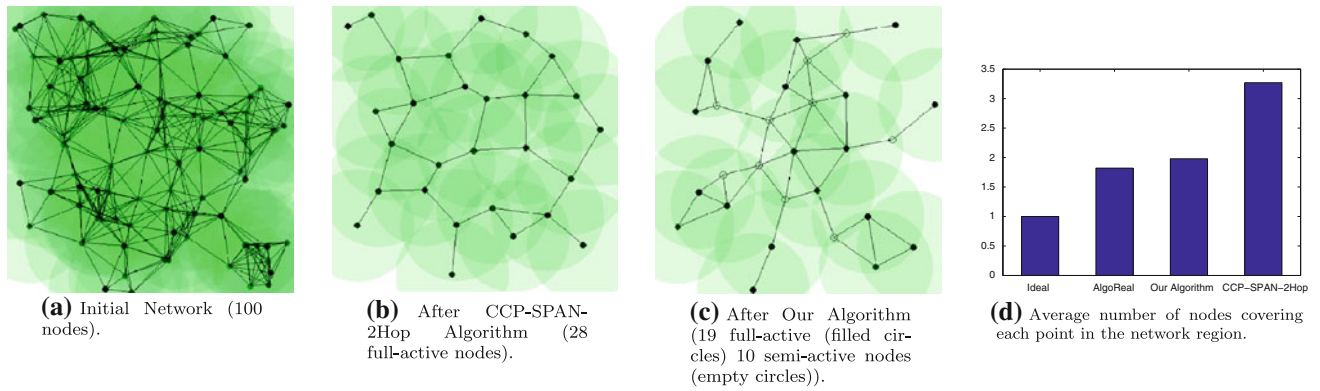 (a) Initial Network (100
nodes).
(b) After CCP-SPAN-
2Hop Algorithm (28
full-active nodes).
(c) After Our Algorithm
(19 full-active (filled cir-
cles) 10 semi-active nodes
(empty circles)).
3.5
3
2.5
2
1.5
1
0.5
0
Ideal AlgoReal Our Algorithm CCP-SPAN-2Hop
(d) Average number of nodes covering
each point in the network region.